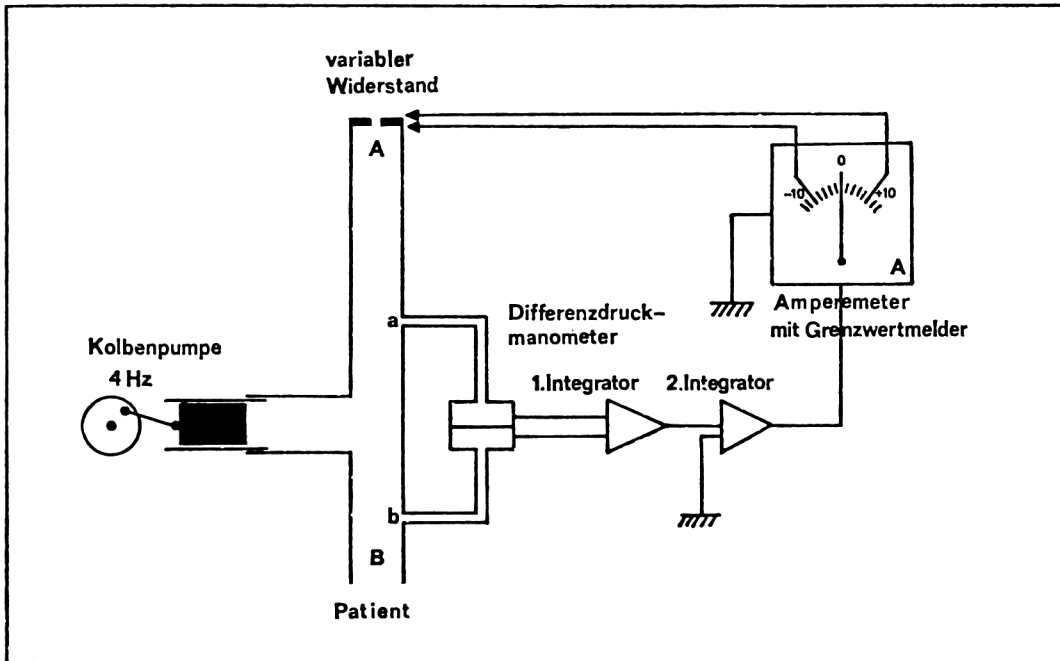 variabler
Widerstand
A
-10
0
+10
A
Amperemeter
mit Grenzwertmelder
a
Differenzdruck-
manometer
Kolbenpumpe
4 Hz
1.Integrator
2.Integrator
b
B
Patient